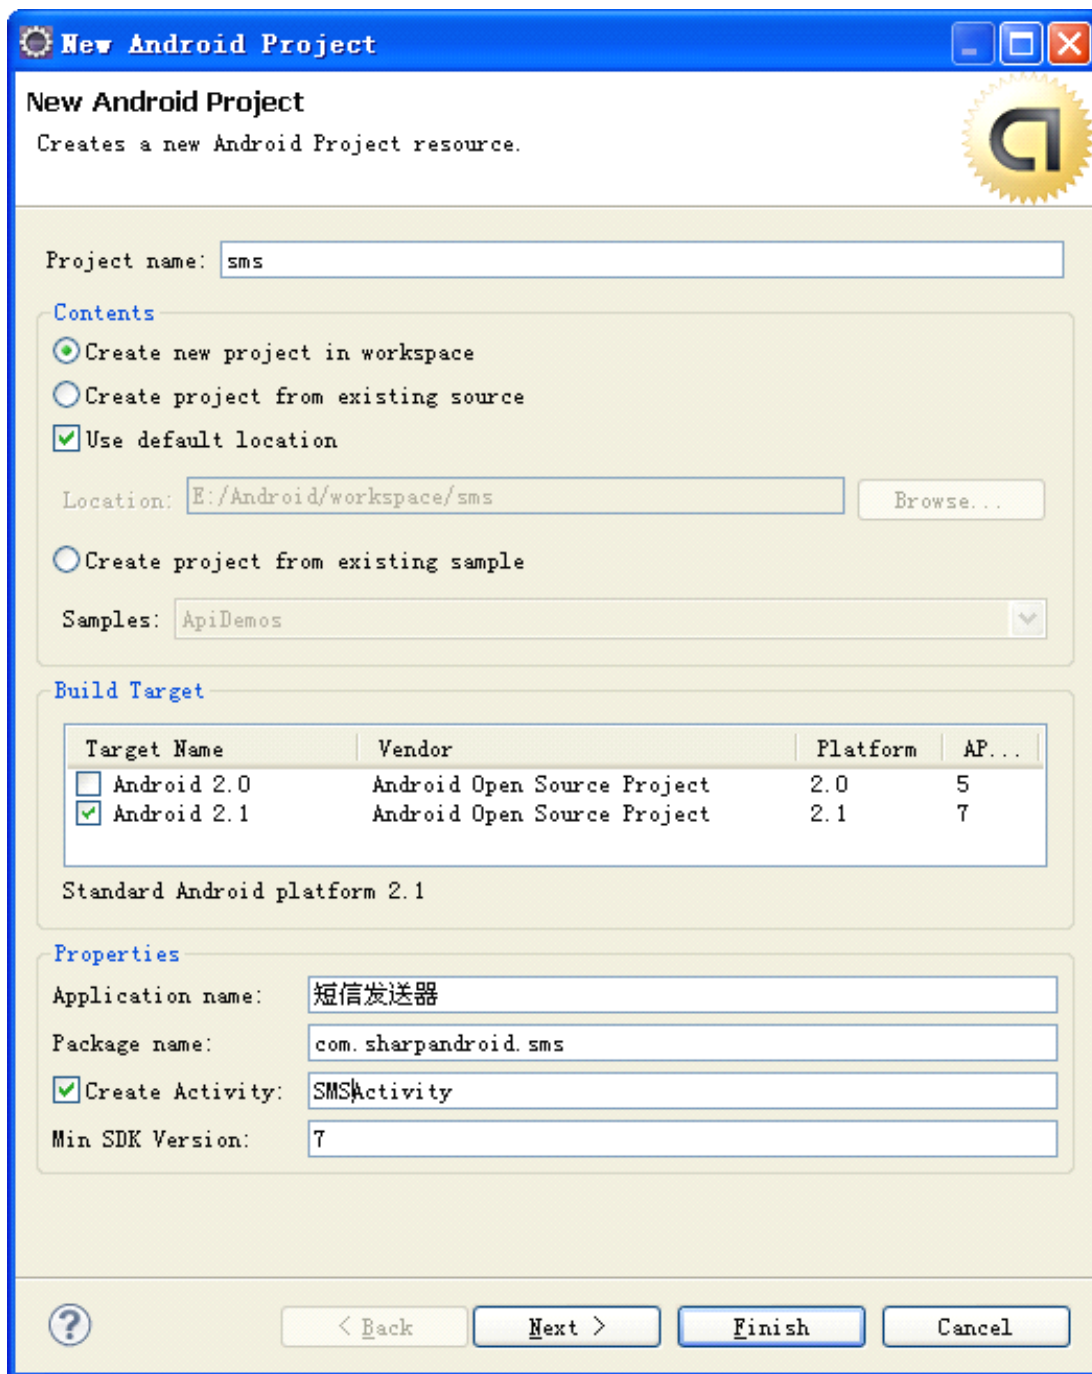 New Android Project
New Android Project
Creates a new Android Project resource.
Project name: sms
Contents
Create new project in workspace
Create project from existing source
Use default location
Location: E:/Android/workspace/sms Browse...
Create project from existing sample
Samples: ApiDemos
Build Target
Target Name Vendor Platform AP...
Android 2.0 Android Open Source Project 2.0 5
Android 2.1 Android Open Source Project 2.1 7
Standard Android platform 2.1
Properties
Application name: 短信发送器
Package name: com.sharpandroid.sms
Create Activity: SMSActivity
Min SDK Version: 7
< Back Next > Finish Cancel